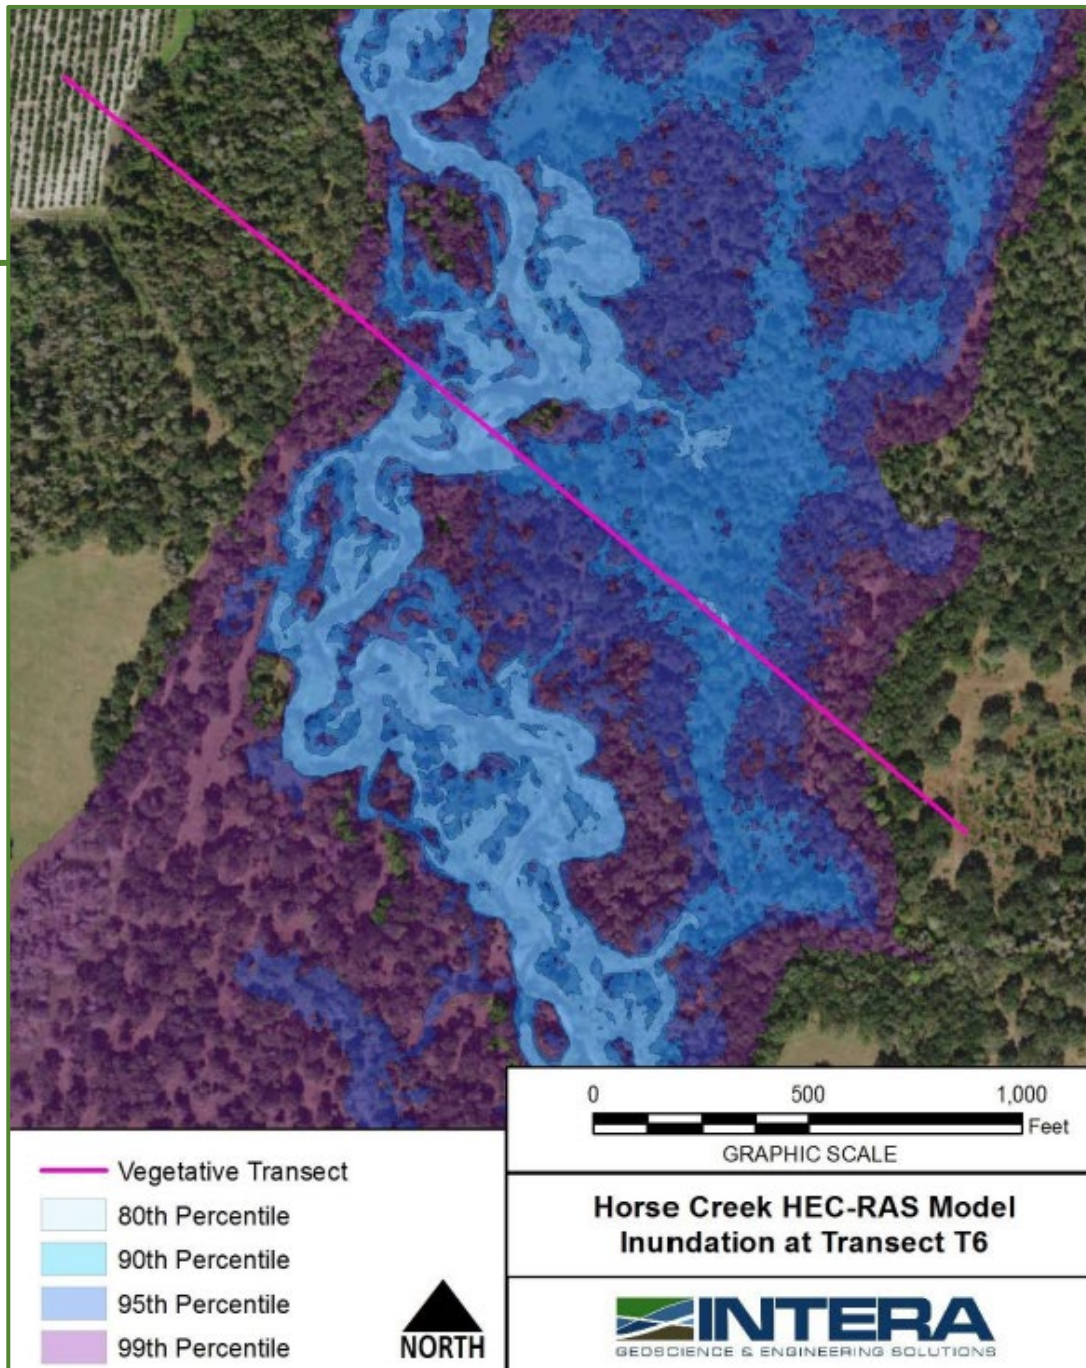 0 500 1,000
Feet
GRAPHIC SCALE
Vegetative Transect
80th Percentile
90th Percentile
95th Percentile
99th Percentile
NORTH
Horse Creek HEC-RAS Model
Inundation at Transect T6
INTERA
GEOSCIENCE & ENGINEERING SOLUTIONS